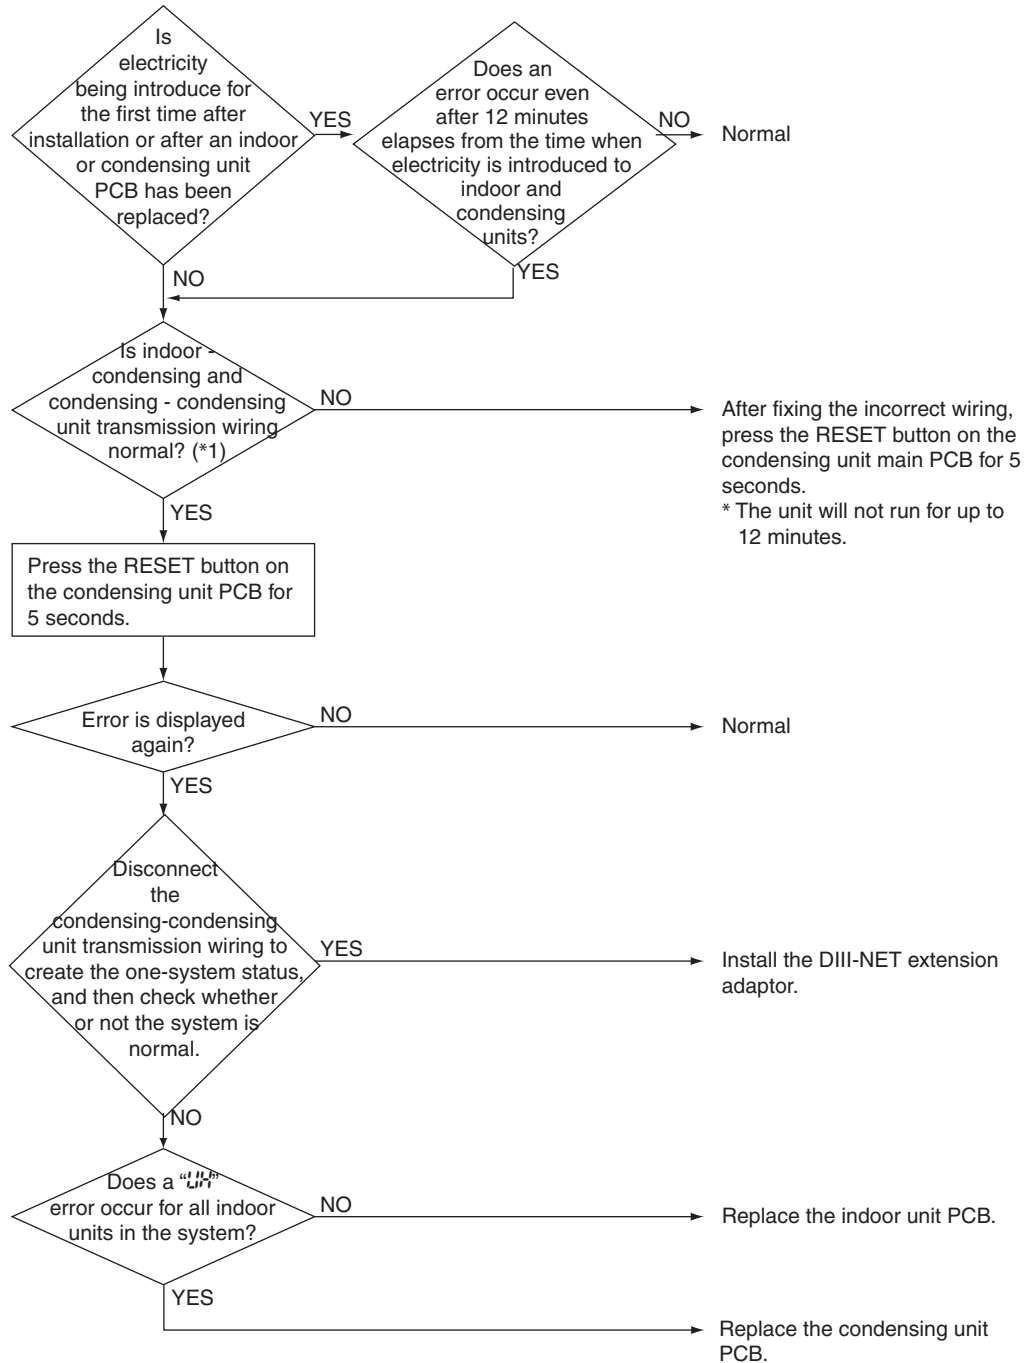 Is
electricity
being introduce for
the first time after
installation or after an indoor
or condensing unit
PCB has been
replaced?
YES
Does an
error occur even
after 12 minutes
elapses from the time when
electricity is introduced to
indoor and
condensing
units?
NO
Normal
YES
NO
Is indoor -
condensing and
condensing - condensing
unit transmission wiring
normal? (*1)
NO
After fixing the incorrect wiring,
press the RESET button on the
condensing unit main PCB for 5
seconds.
* The unit will not run for up to
12 minutes.
YES
Press the RESET button on
the condensing unit PCB for
5 seconds.
Error is displayed
again?
NO
Normal
YES
Disconnect
the
condensing-condensing
unit transmission wiring to
create the one-system status,
and then check whether
or not the system is
normal.
YES
Install the DIII-NET extension
adaptor.
NO
Does a “UH”
error occur for all indoor
units in the system?
NO
Replace the indoor unit PCB.
YES
Replace the condensing unit
PCB.